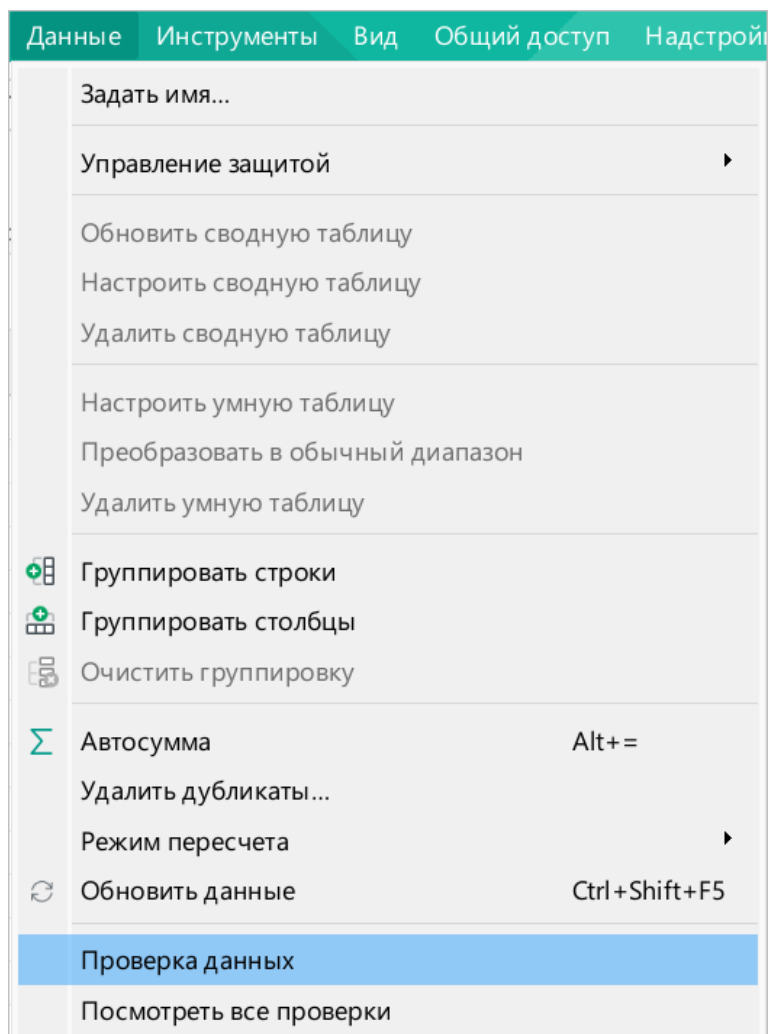 Данные Инструменты Вид Общий доступ Надстрой
Задать имя...
Управление защитой
Обновить сводную таблицу
Настроить сводную таблицу
Удалить сводную таблицу
Настроить умную таблицу
Преобразовать в обычный диапазон
Удалить умную таблицу
Группировать строки
Группировать столбцы
Очистить группировку
Автосумма Alt+=
Удалить дубликаты...
Режим пересчета
Обновить данные Ctrl+Shift+F5
Проверка данных
Посмотреть все проверки